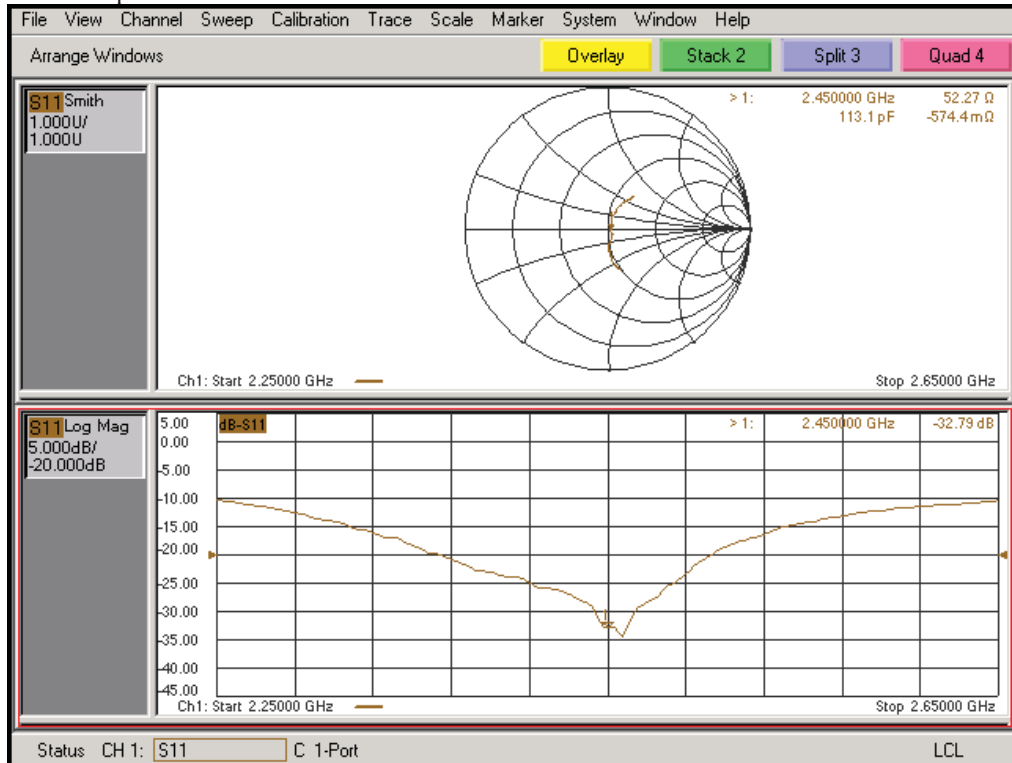 File View Channel Sweep Calibration Trace Scale Marker System Window Help
Arrange Windows
Overlay
Stack 2
Split 3
Quad 4
S11 Smith
1.000U/
1.000U
> 1: 2.450000 GHz 52.27 Ω
113.1 pF -574.4 mΩ
Ch1: Start 2.25000 GHz
Stop 2.65000 GHz
S11 Log Mag
5.000dB/
-20.000dB
dB-S11
> 1: 2.450000 GHz -32.79 dB
5.00
0.00
-5.00
-10.00
-15.00
-20.00
-25.00
-30.00
-35.00
-40.00
-45.00
Ch1: Start 2.25000 GHz
Stop 2.65000 GHz
Status CH 1: S11 C 1-Port LCL